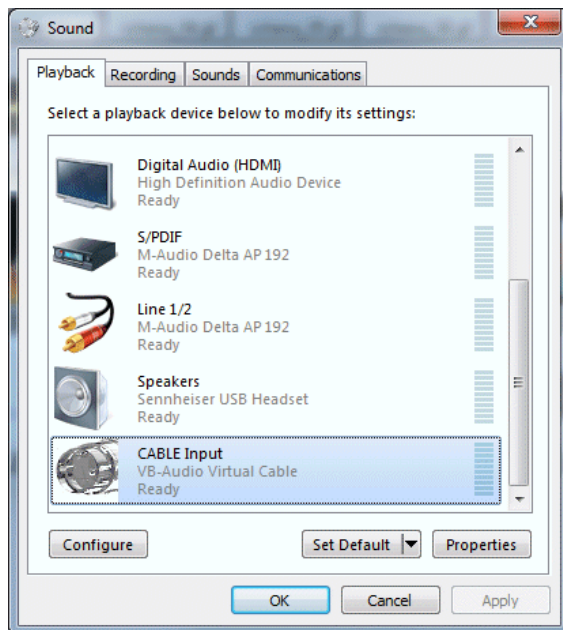 Sound
Playback Recording Sounds Communications
Select a playback device below to modify its settings:
Digital Audio (HDMI)
High Definition Audio Device
Ready
S/PDIF
M-Audio Delta AP 192
Ready
Line 1/2
M-Audio Delta AP 192
Ready
Speakers
Sennheiser USB Headset
Ready
CABLE Input
VB-Audio Virtual Cable
Ready
Configure Set Default Properties
OK Cancel Apply